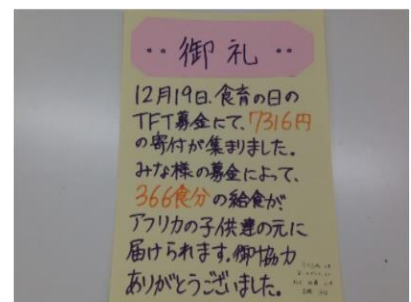 ・・御礼・・
12月19日、食育の日の
TFT募金にて、7316円
の寄付が集まりました。
みな様の募金によって、
366食分の給食が、
アフリカの子供達の元に
届けられます。御協力
ありがとうございました。